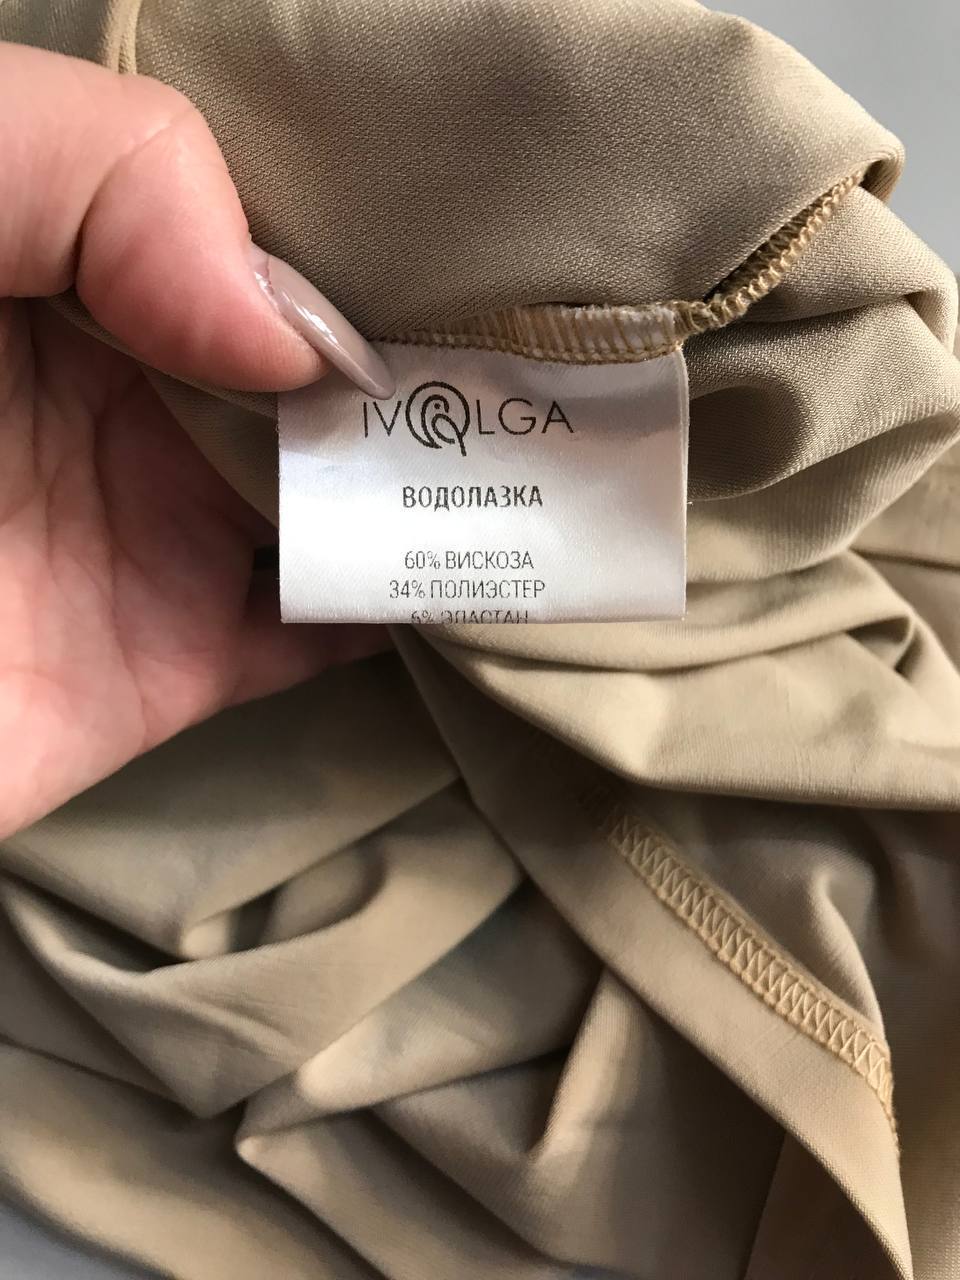 IVOLGA
ВОДОЛАЗКА
60% ВИСКОЗА
34% ПОЛИЭСТЕР
6% ЭЛАСТАН